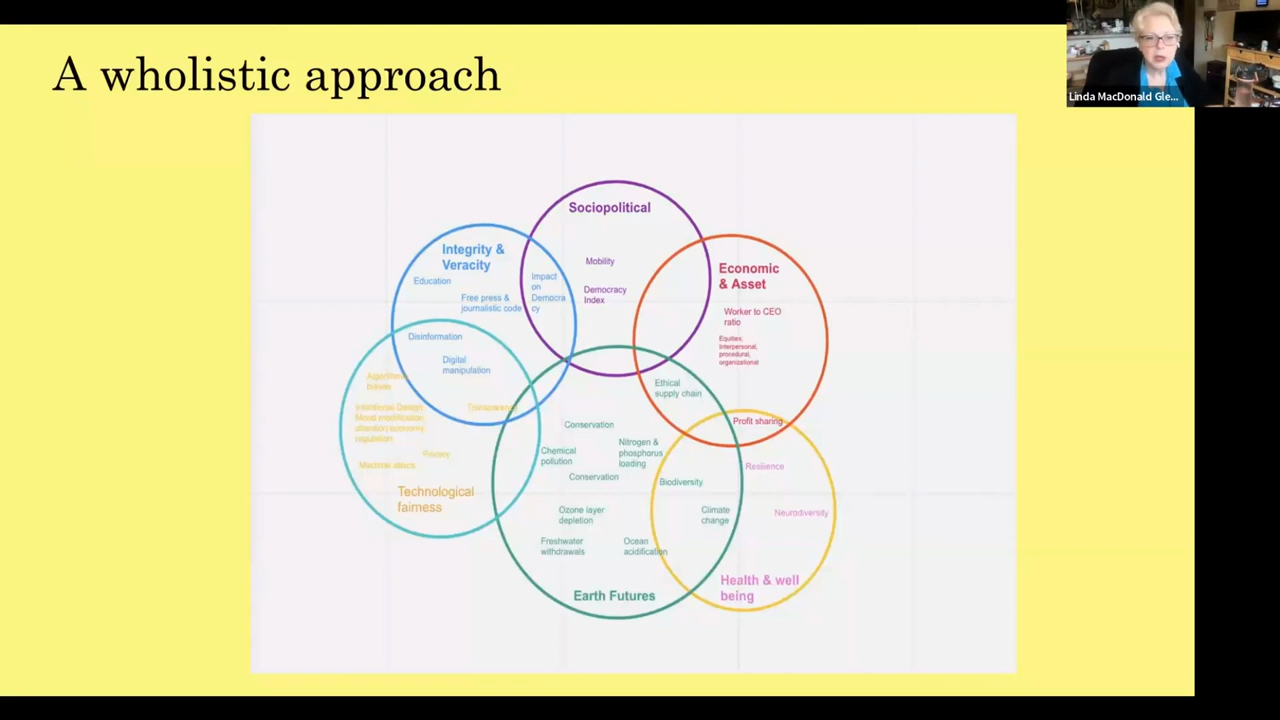 A wholistic approach
Linda MacDonald Gle...
Sociopolitical
Mobility
Democracy
Index
Integrity &
Veracity
Education
Free press &
journalistic code
Impact
on
Democra
cy
Disinformation
Digital
manipulation
Economic
& Asset
Worker to CEO
ratio
Equities:
Interpersonal,
procedural,
organizational
Ethical
supply chain
Profit sharing
Algorithmic
biases
Intentional Design:
Mood modification,
attention economy
regulation
Transparency
Privacy
Machine ethics
Technological
fairness
Conservation
Chemical
pollution
Nitrogen &
phosphorus
loading
Conservation
Biodiversity
Ozone layer
depletion
Climate
change
Freshwater
withdrawals
Ocean
acidification
Earth Futures
Resilience
Neurodiversity
Health & well
being